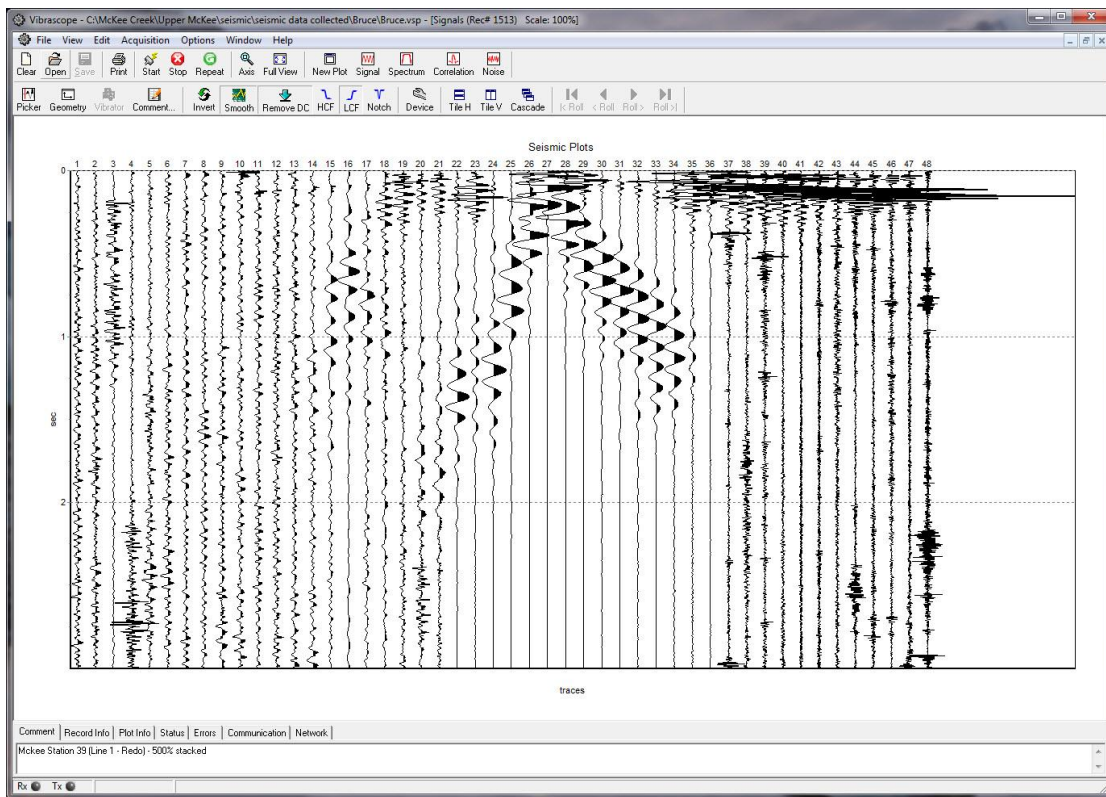 Vibrascope - C:\McKee Creek\Upper McKee\seismic\seismic data collected\Bruce\Bruce.vsp - [Signals (Rec# 1513) Scale: 100%]
File View Edit Acquisition Options Window Help
Clear Open Save Print Start Stop Repeat Axis Full View New Plot Signal Spectrum Correlation Noise
Picker Geometry Vibrator Comment... Invert Smooth Remove DC HCF LCF Notch Device Tile H Tile V Cascade |< Roll < Roll Roll > Roll >|
Seismic Plots
1 2 3 4 5 6 7 8 9 10 11 12 13 14 15 16 17 18 19 20 21 22 23 24 25 26 27 28 29 30 31 32 33 34 35 36 37 38 39 40 41 42 43 44 45 46 47 48
0
1
sec
2
traces
Comment Record Info Plot Info Status Errors Communication Network
Mckee Station 39 (Line 1 - Redo) - 500% stacked
Rx Tx